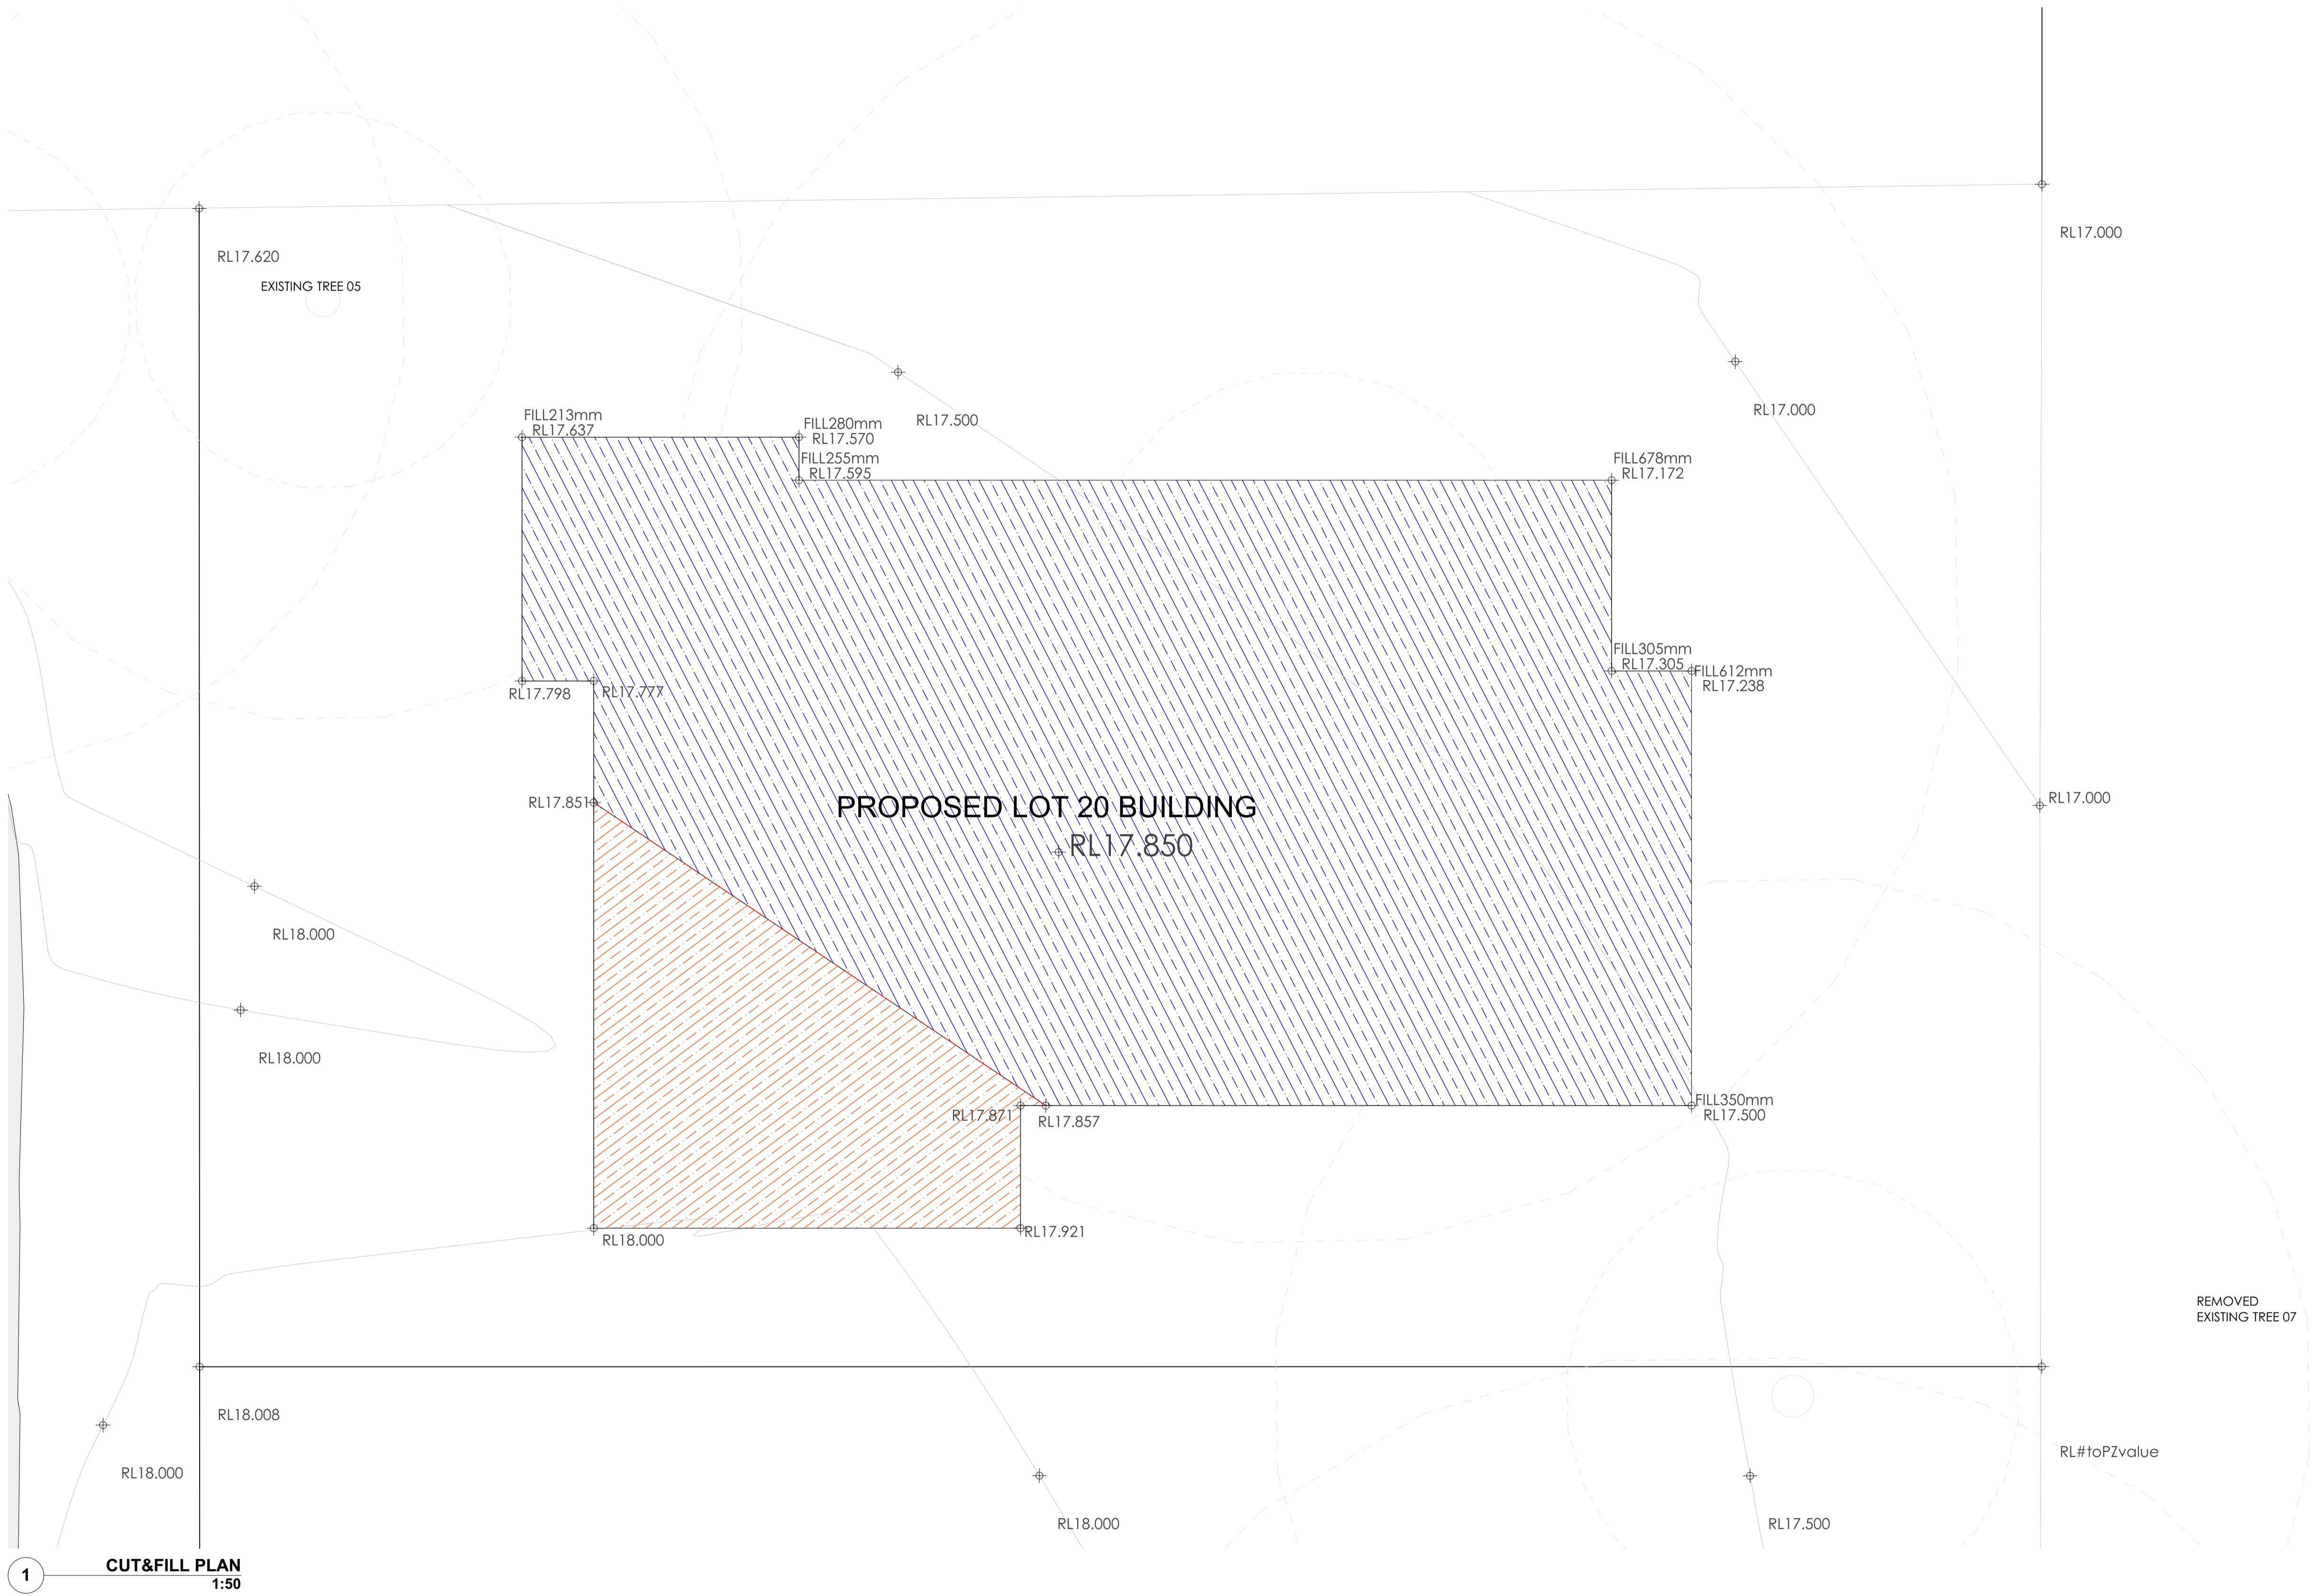 RL17.000
RL17.620
EXISTING TREE 05
FILL213mm
RL17.637
FILL280mm
RL17.570
RL17.500
RL17.000
FILL255mm
RL17.595
FILL678mm
RL17.172
FILL305mm
RL17.305
FILL612mm
RL17.238
RL17.798
RL17.777
RL17.851
PROPOSED LOT 20 BUILDING
RL17.850
RL17.000
RL18.000
RL18.000
RL17.871
RL17.857
FILL350mm
RL17.500
RL18.000
RL17.921
REMOVED
EXISTING TREE 07
RL18.008
RL18.000
RL#toPZvalue
RL18.000
RL17.500
1
CUT&FILL PLAN
1:50